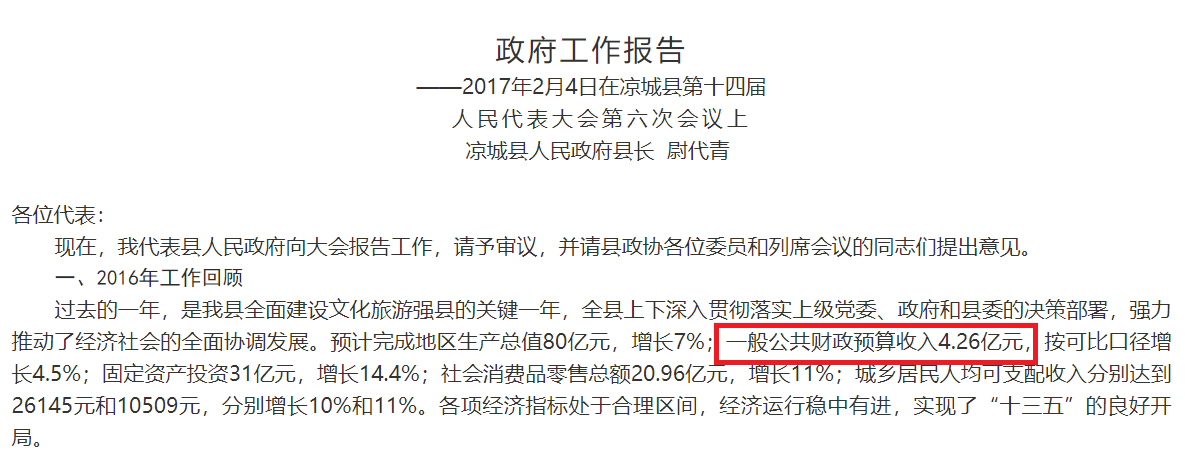 政府工作报告
——2017年2月4日在凉城县第十四届
人民代表大会第六次会议上
凉城县人民政府县长 尉代青
各位代表：
现在，我代表县人民政府向大会报告工作，请予审议，并请县政协各位委员和列席会议的同志们提出意见。
一、2016年工作回顾
过去的一年，是我县全面建设文化旅游强县的关键一年，全县上下深入贯彻落实上级党委、政府和县委的决策部署，强力
推动了经济社会的全面协调发展。预计完成地区生产总值80亿元，增长7%；一般公共财政预算收入4.26亿元，按可比口径增
长4.5%；固定资产投资31亿元，增长14.4%；社会消费品零售总额20.96亿元，增长11%；城乡居民人均可支配收入分别达到
26145元和10509元，分别增长10%和11%。各项经济指标处于合理区间，经济运行稳中有进，实现了“十三五”的良好开
局。